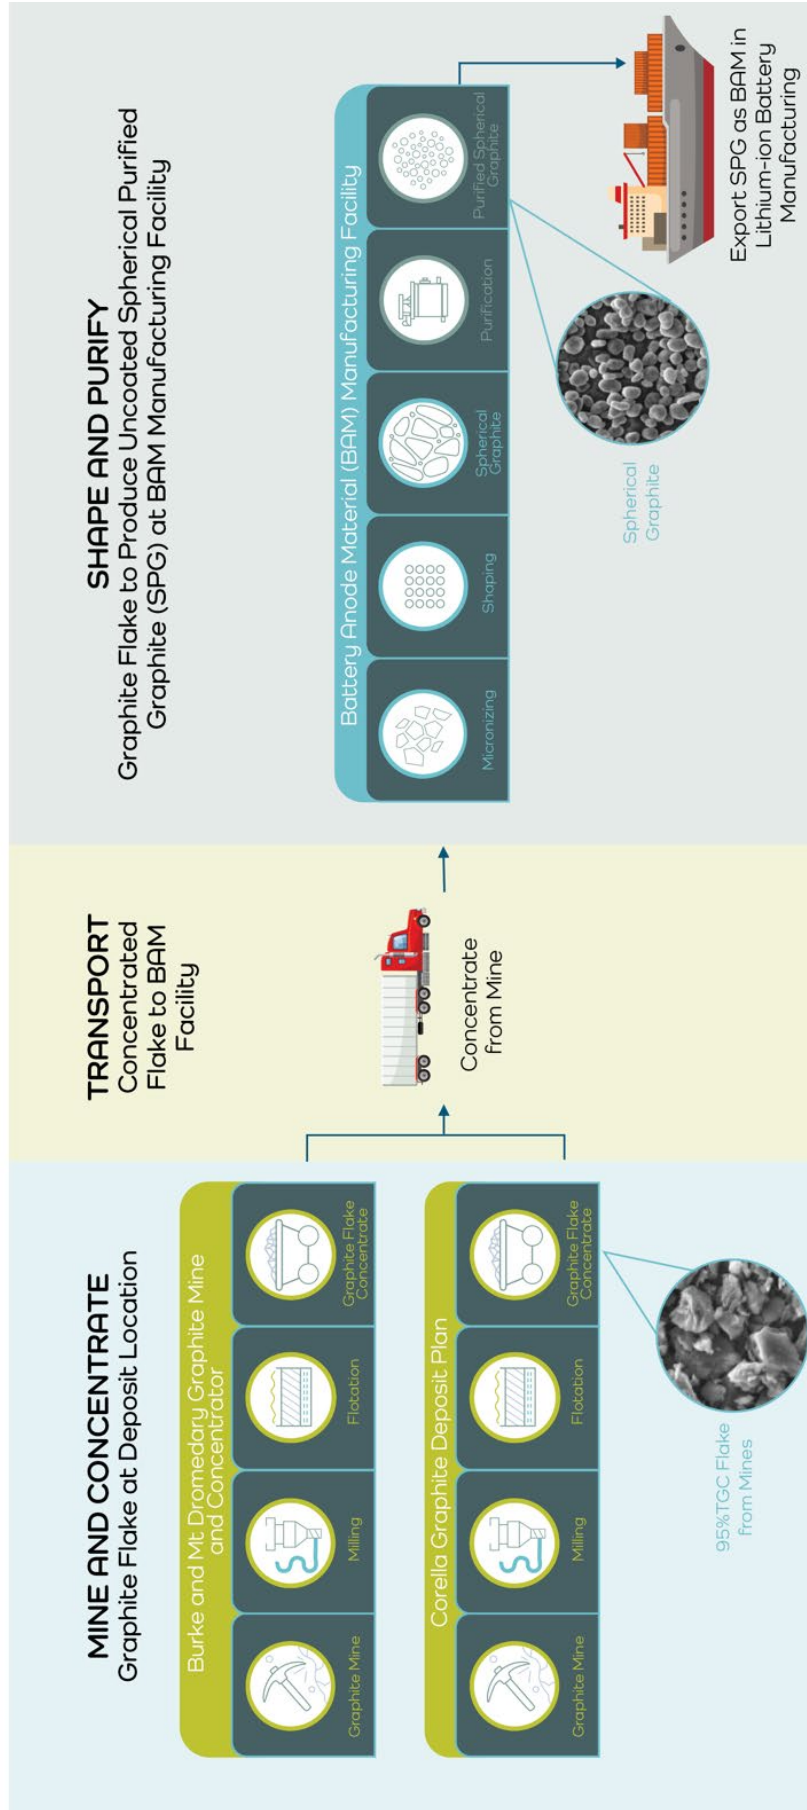 MINE AND CONCENTRATE
Graphite Flake at Deposit Location
Burke and Mt Dromedary Graphite Mine
and Concentrator
Graphite Mine
Milling
Flotation
Graphite Flake
Concentrate
Corella Graphite Deposit Plan
Graphite Mine
Milling
Flotation
Graphite Flake
Concentrate
95%TGC Flake
from Mines
TRANSPORT
Concentrated
Flake to BAM
Facility
Concentrate
from Mine
SHAPE AND PURIFY
Graphite Flake to Produce Uncoated Spherical Purified
Graphite (SPG) at BAM Manufacturing Facility
Battery Anode Material (BAM) Manufacturing Facility
Micronizing
Shaping
Spherical
Graphite
Purification
Purified Spherical
Graphite
Spherical
Graphite
Export SPG as BAM in
Lithium-ion Battery
Manufacturing